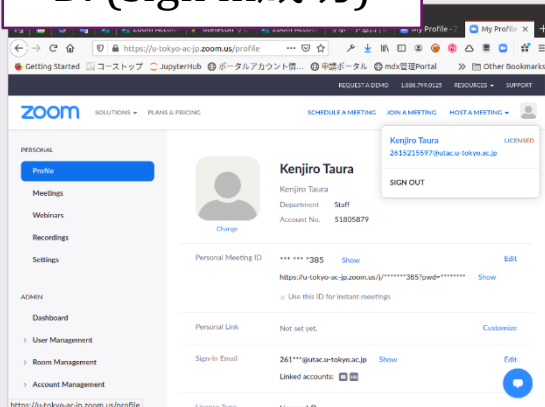 My Profile - Z
My Profile
https://u-tokyo-ac-jp.zoom.us/profile
Getting Started コーストップ JupyterHub ポータルアカウント情... 申請ポータル mdx管理Portal Other Bookmarks
REQUEST A DEMO 1.888.799.0125 RESOURCES SUPPORT
zoom SOLUTIONS PLANS & PRICING SCHEDULE A MEETING JOIN A MEETING HOST A MEETING
Kenjiro Taura LICENSED
2615215597@utac.u-tokyo.ac.jp
SIGN OUT
PERSONAL
Profile
Meetings
Webinars
Recordings
Settings
ADMIN
Dashboard
User Management
Room Management
Account Management
Kenjiro Taura
Kenjiro Taura
Department Staff
Account No. 51805879
Change
Personal Meeting ID *** *** *385 Show Edit
https://u-tokyo-ac-jp.zoom.us/j/*******385?pwd=******** Show
× Use this ID for instant meetings
Personal Link Not set yet. Customize
Sign-In Email 261***@utac.u-tokyo.ac.jp Show Edit
Linked accounts:
https://u-tokyo-ac-jp.zoom.us/profile